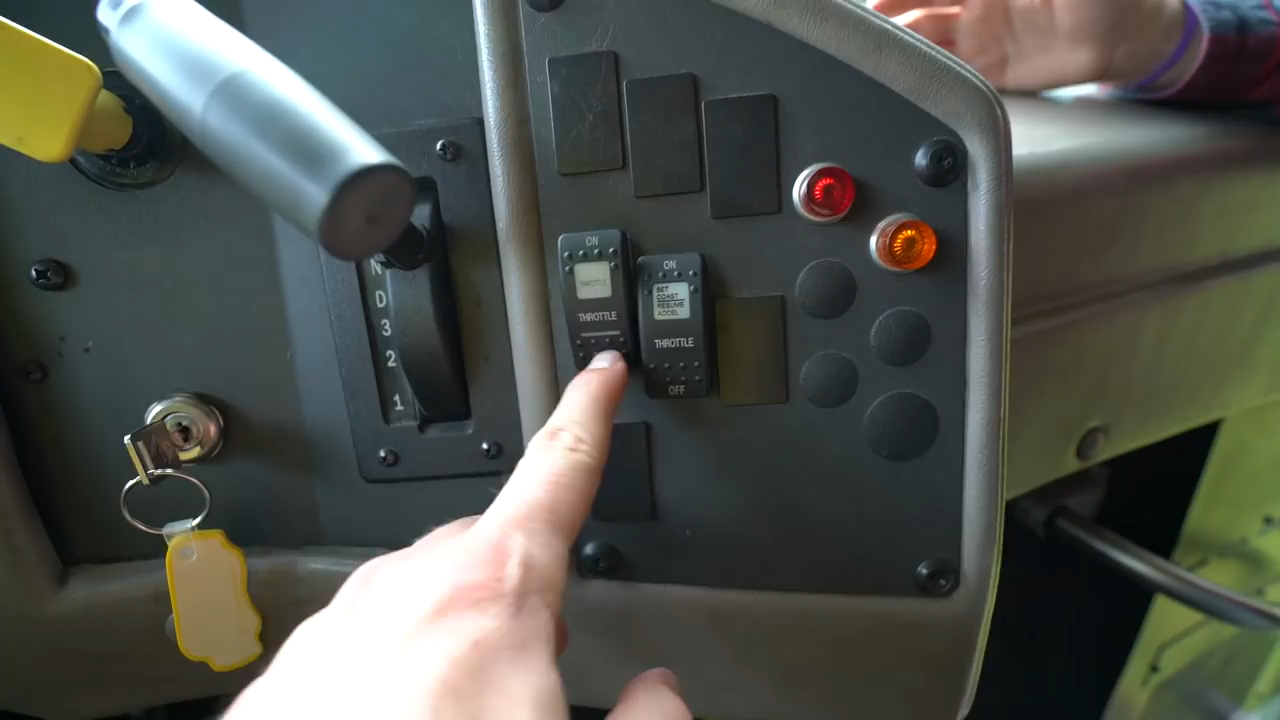 ON
THROTTLE
THROTTLE
ON
SET
COAST
RESUME
ACCEL
THROTTLE
OFF
N
D
3
2
1